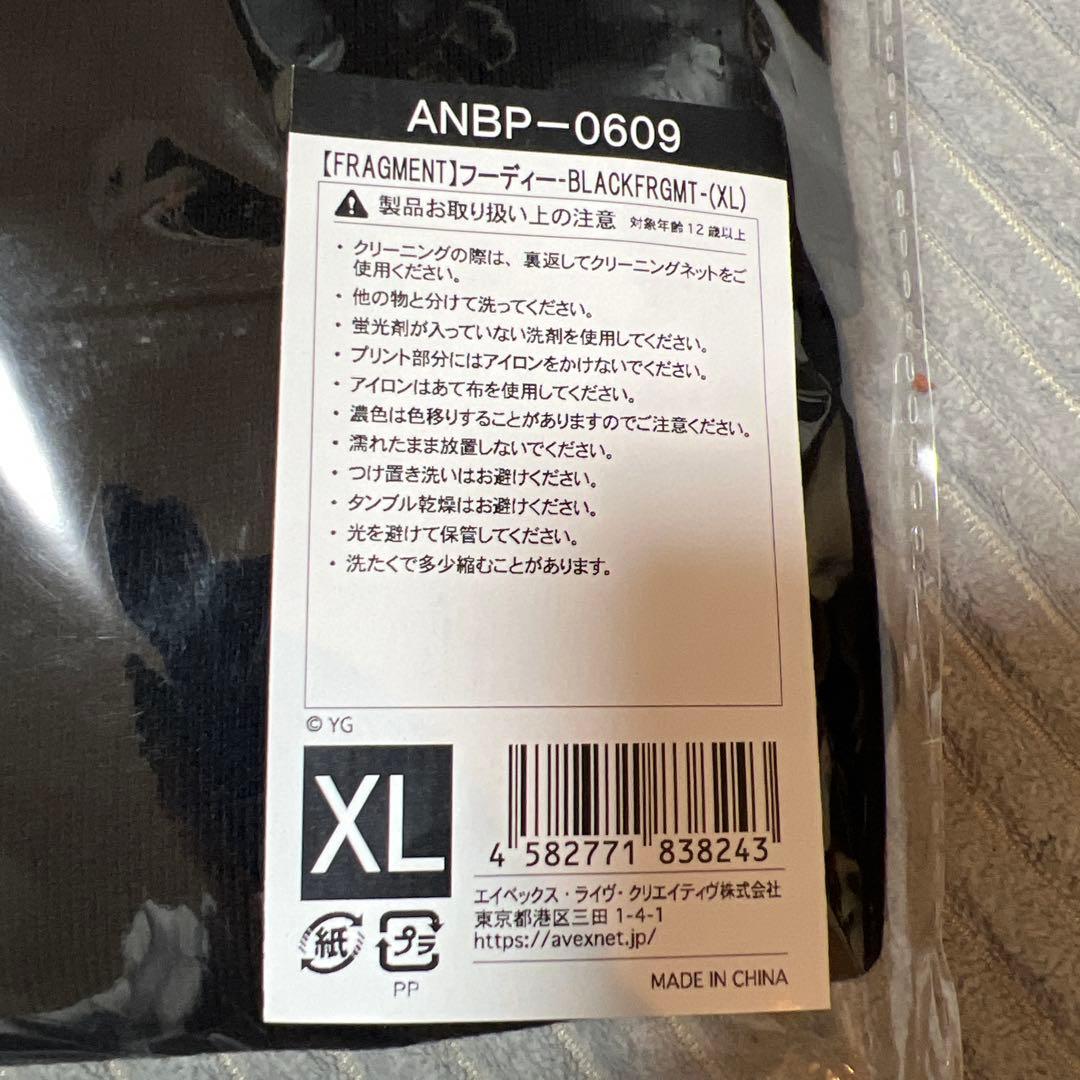 ANBP-0609
【FRAGMENT】フーディー-BLACKFRGMT-(XL)
製品お取り扱い上の注意 対象年齢12歳以上
・クリーニングの際は、裏返してクリーニングネットをご
使用ください。
・他の物と分けて洗ってください。
・蛍光剤が入っていない洗剤を使用してください。
・プリント部分にはアイロンをかけないでください。
・アイロンはあて布を使用してください。
・濃色は色移りすることがありますのでご注意ください。
・濡れたまま放置しないでください。
・つけ置き洗いはお避けください。
・タンブル乾燥はお避けください。
・光を避けて保管してください。
・洗たくで多少縮むことがあります。
© YG
XL
4 582771 838243
エイベックス・ライヴ・クリエイティヴ株式会社
東京都港区三田1-4-1
https://avexnet.jp/
紙 プラ
PP
MADE IN CHINA